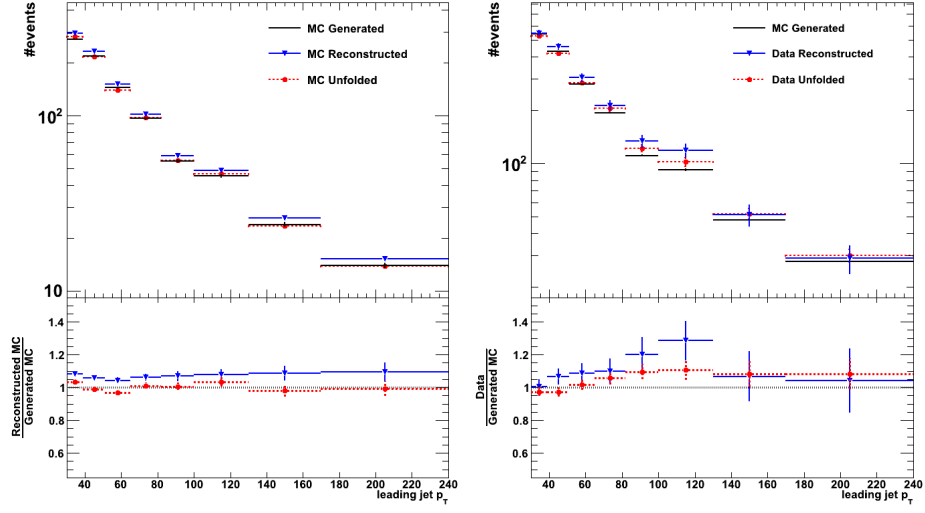 #events
10²
10
MC Generated
MC Reconstructed
MC Unfolded
Reconstructed MC
Generated MC
1.4
1.2
1
0.8
0.6
40 60 80 100 120 140 160 180 200 220 240
leading jet p_T
#events
10²
MC Generated
Data Reconstructed
Data Unfolded
Data
Generated MC
1.4
1.2
1
0.8
0.6
40 60 80 100 120 140 160 180 200 220 240
leading jet p_T